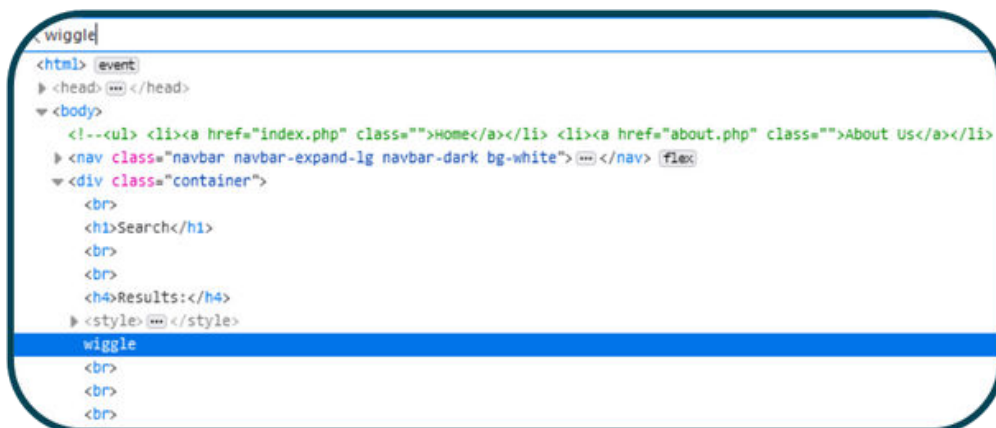 wiggle
<html> event
<head> ••• </head>
<body>
<!--<ul> <li><a href="index.php" class="">Home</a></li> <li><a href="about.php" class="">About Us</a></li>
<nav class="navbar navbar-expand-lg navbar-dark bg-white"> ••• </nav> flex
<div class="container">
<br>
<h1>Search</h1>
<br>
<br>
<h4>Results:</h4>
<style> ••• </style>
wiggle
<br>
<br>
<br>